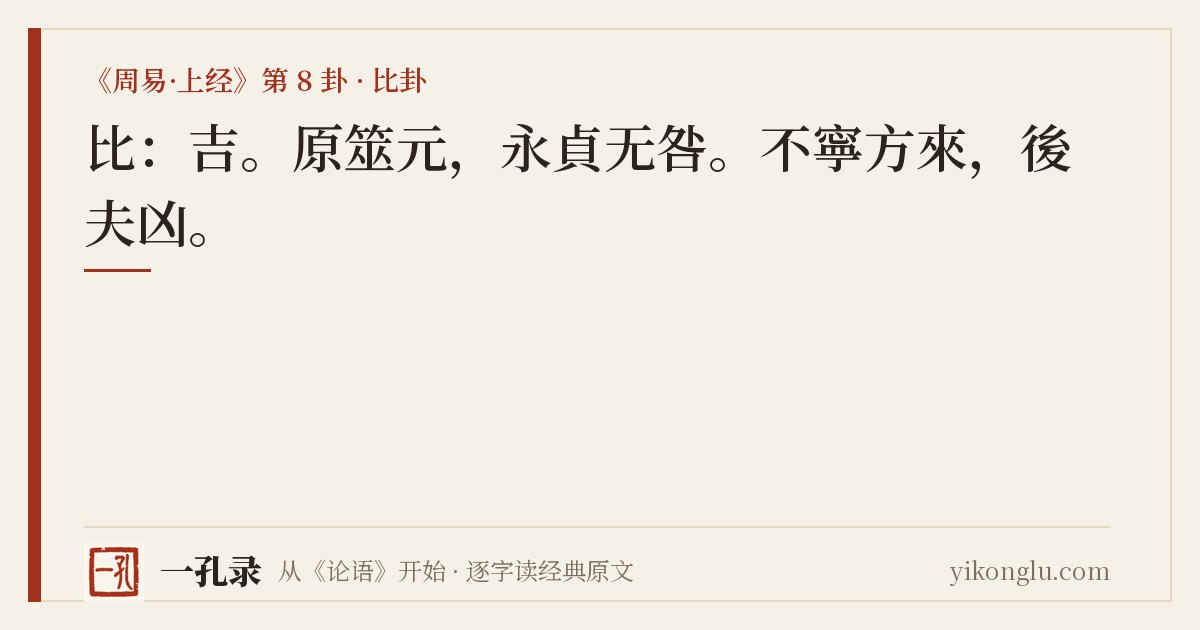 《周易·上经》第 8 卦 · 比卦
比：吉。原筮元，永貞无咎。不寧方來，後
夫凶。
一孔
一孔录 从《论语》开始 · 逐字读经典原文 yikonglu.com